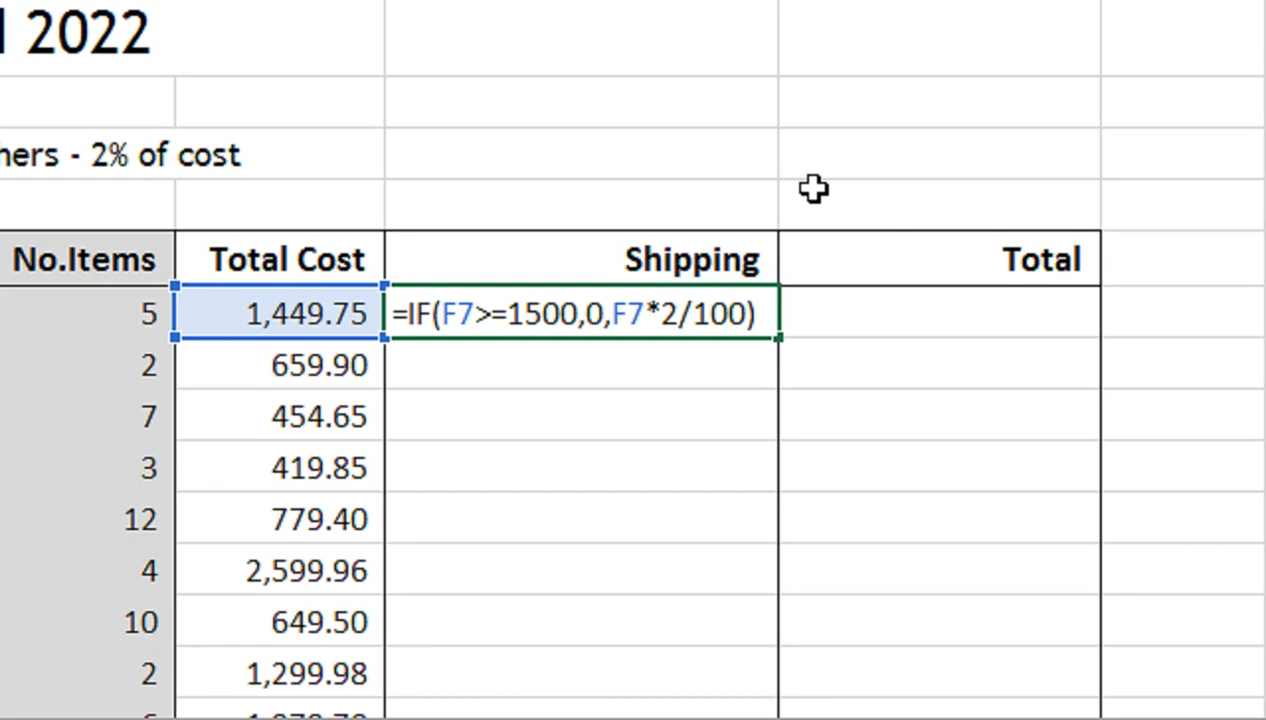 2022
- 2% of cost
No.Items Total Cost Shipping Total
5 1,449.75 =IF(F7>=1500,0,F7*2/100)
2 659.90
7 454.65
3 419.85
12 779.40
4 2,599.96
10 649.50
2 1,299.98